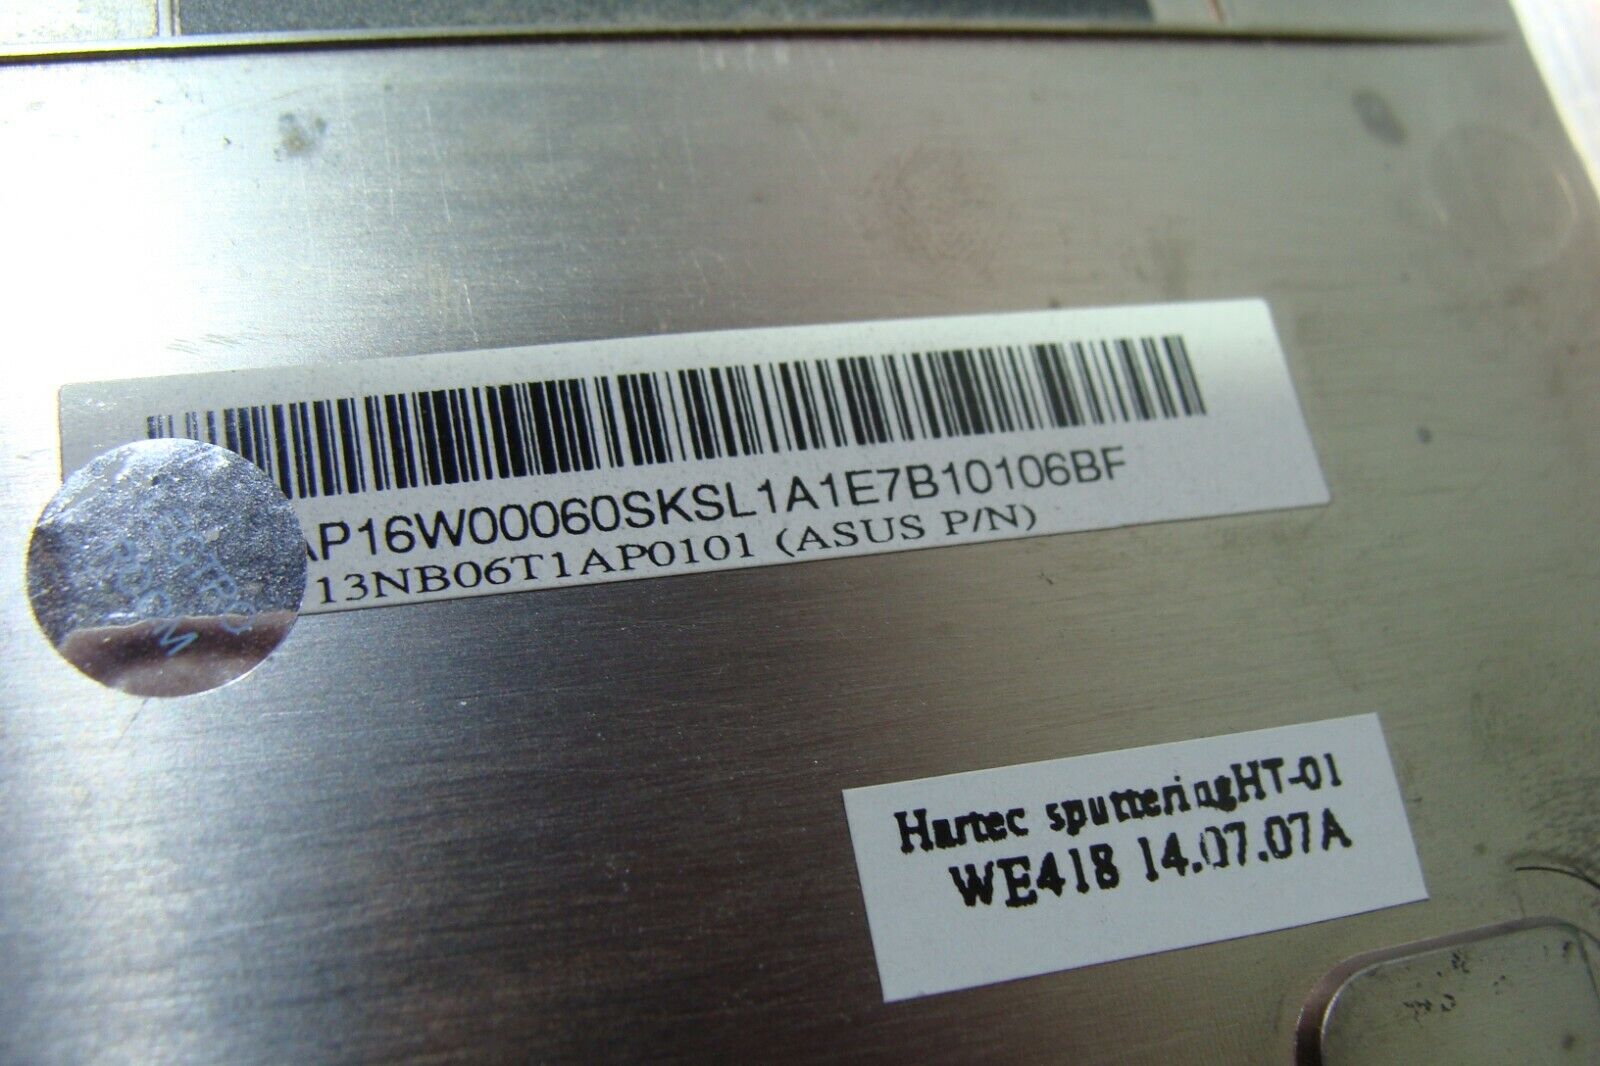 AP16W00060SKSL1A1E7B10106BF
13NB06T1AP0101 (ASUS P/N)
Hartec sputteringHT-01
WE418 14.07.07A